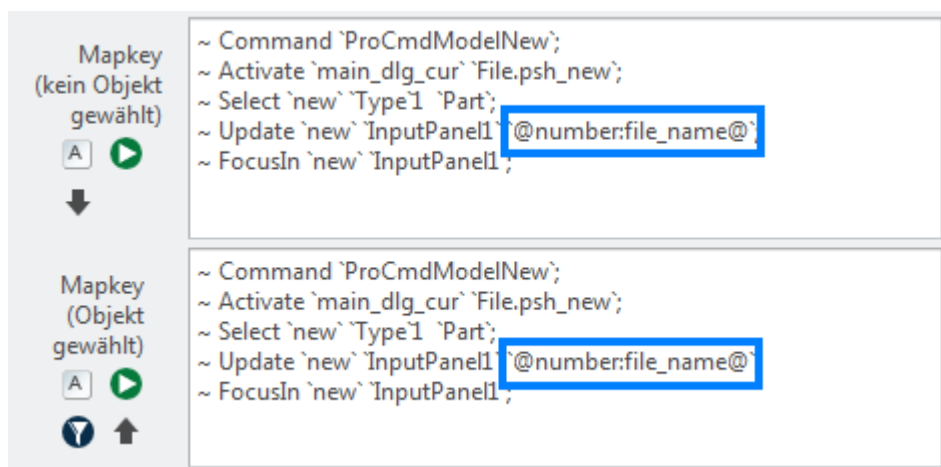 Mapkey
(kein Objekt
gewählt)
A
~ Command `ProCmdModelNew`;
~ Activate `main_dlg_cur` `File.psh_new`;
~ Select `new` `Type`1 `Part`;
~ Update `new` `InputPanel1` `@number:file_name@`;
~ FocusIn `new` `InputPanel1`;
Mapkey
(Objekt
gewählt)
A
~ Command `ProCmdModelNew`;
~ Activate `main_dlg_cur` `File.psh_new`;
~ Select `new` `Type`1 `Part`;
~ Update `new` `InputPanel1` `@number:file_name@`
~ FocusIn `new` `InputPanel1`;